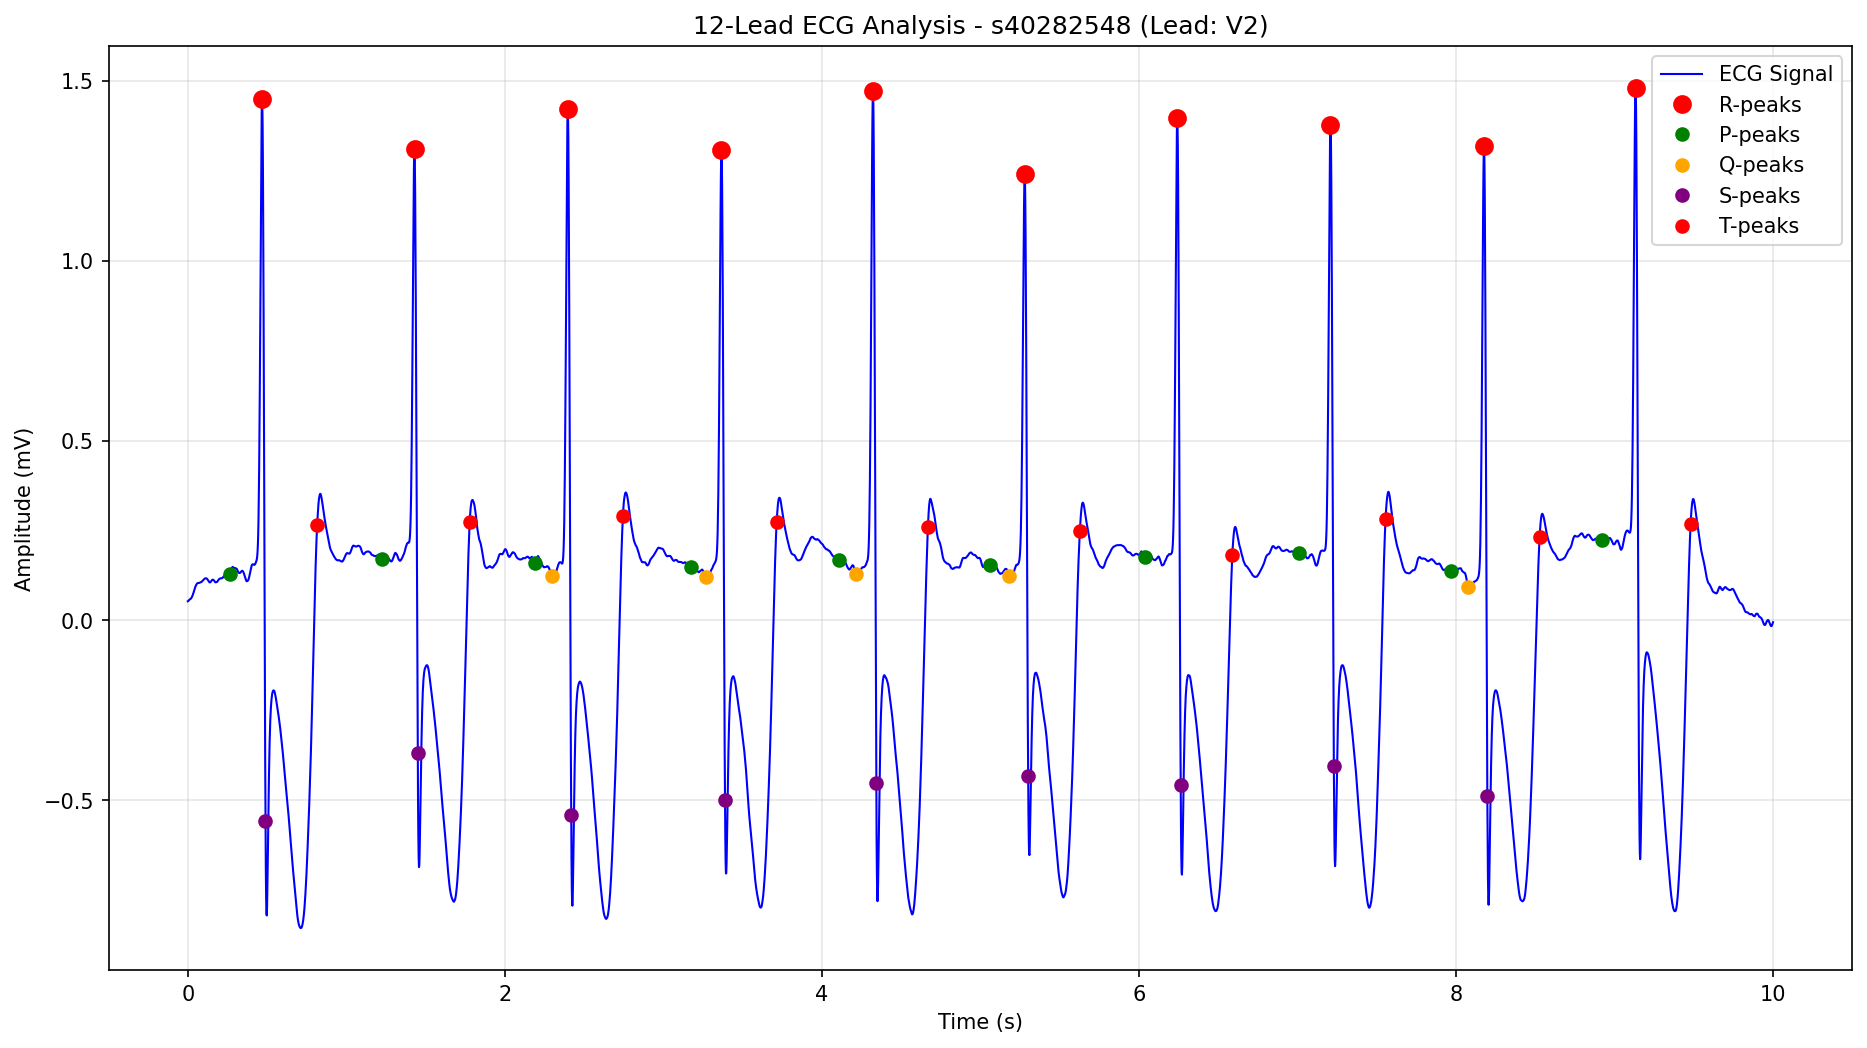 12-Lead ECG Analysis - s40282548 (Lead: V2)
ECG Signal
R-peaks
P-peaks
Q-peaks
S-peaks
T-peaks
Amplitude (mV)
1.5
1.0
0.5
0.0
−0.5
0 2 4 6 8 10
Time (s)